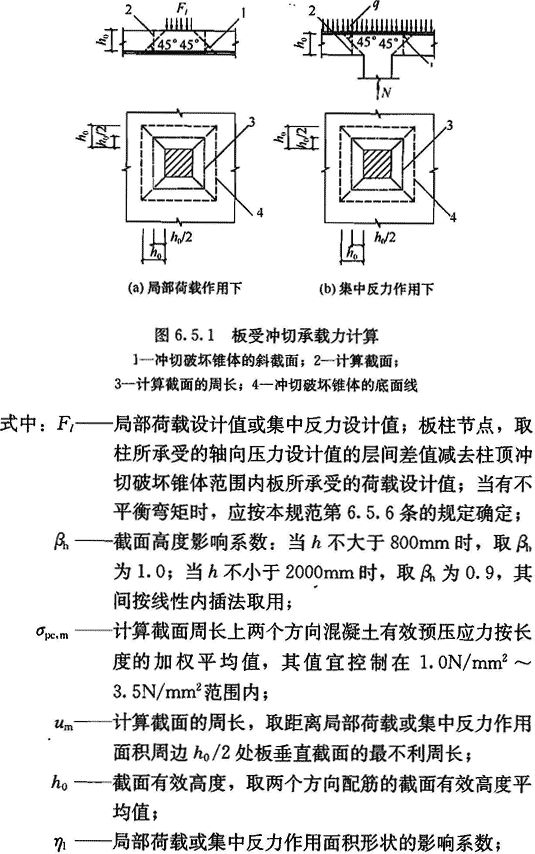 F_l
q
2
1
2
h_0
45° 45°
h_0
45° 45°
1
N
h_0
h_0/2
3
h_0
h_0/2
3
4
4
h_0/2
h_0
h_0/2
h_0
(a) 局部荷载作用下
(b) 集中反力作用下
图 6.5.1 板受冲切承载力计算
1—冲切破坏锥体的斜截面；2—计算截面；
3—计算截面的周长；4—冲切破坏锥体的底面线
式中：F_l——局部荷载设计值或集中反力设计值；板柱节点，取
柱所承受的轴向压力设计值的层间差值减去柱顶冲
切破坏锥体范围内板所承受的荷载设计值；当有不
平衡弯矩时，应按本规范第 6.5.6 条的规定确定；
β_h——截面高度影响系数：当 h 不大于 800mm 时，取 β_h
为 1.0；当 h 不小于 2000mm 时，取 β_h 为 0.9，其
间按线性内插法取用；
σ_pc,m——计算截面周长上两个方向混凝土有效预压应力按长
度的加权平均值，其值宜控制在 1.0N/mm²～
3.5N/mm²范围内；
u_m——计算截面的周长，取距离局部荷载或集中反力作用
面积周边 h_0/2 处板垂直截面的最不利周长；
h_0——截面有效高度，取两个方向配筋的截面有效高度平
均值；
η_1——局部荷载或集中反力作用面积形状的影响系数；